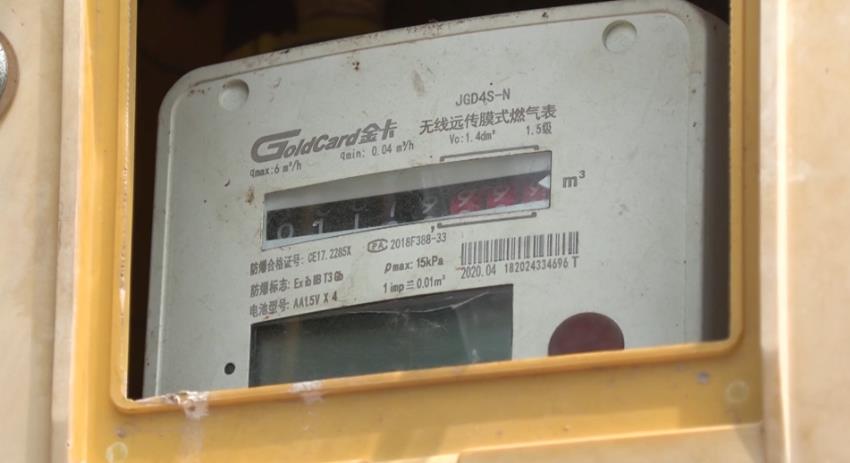 JGD4S-N
GoldCard金卡 无线远传膜式燃气表
qmax:6 m³/h qmin: 0.04 m³/h Vc:1.4dm³ 1.5级
m³
防爆合格证号: CE17.2285X PA 2018F388-33
防爆标志: Ex ib IIB T3 Gb pmax: 15kPa 2020.04 182024334696 T
电池型号: AA1.5V X 4 1 imp≡0.01m³